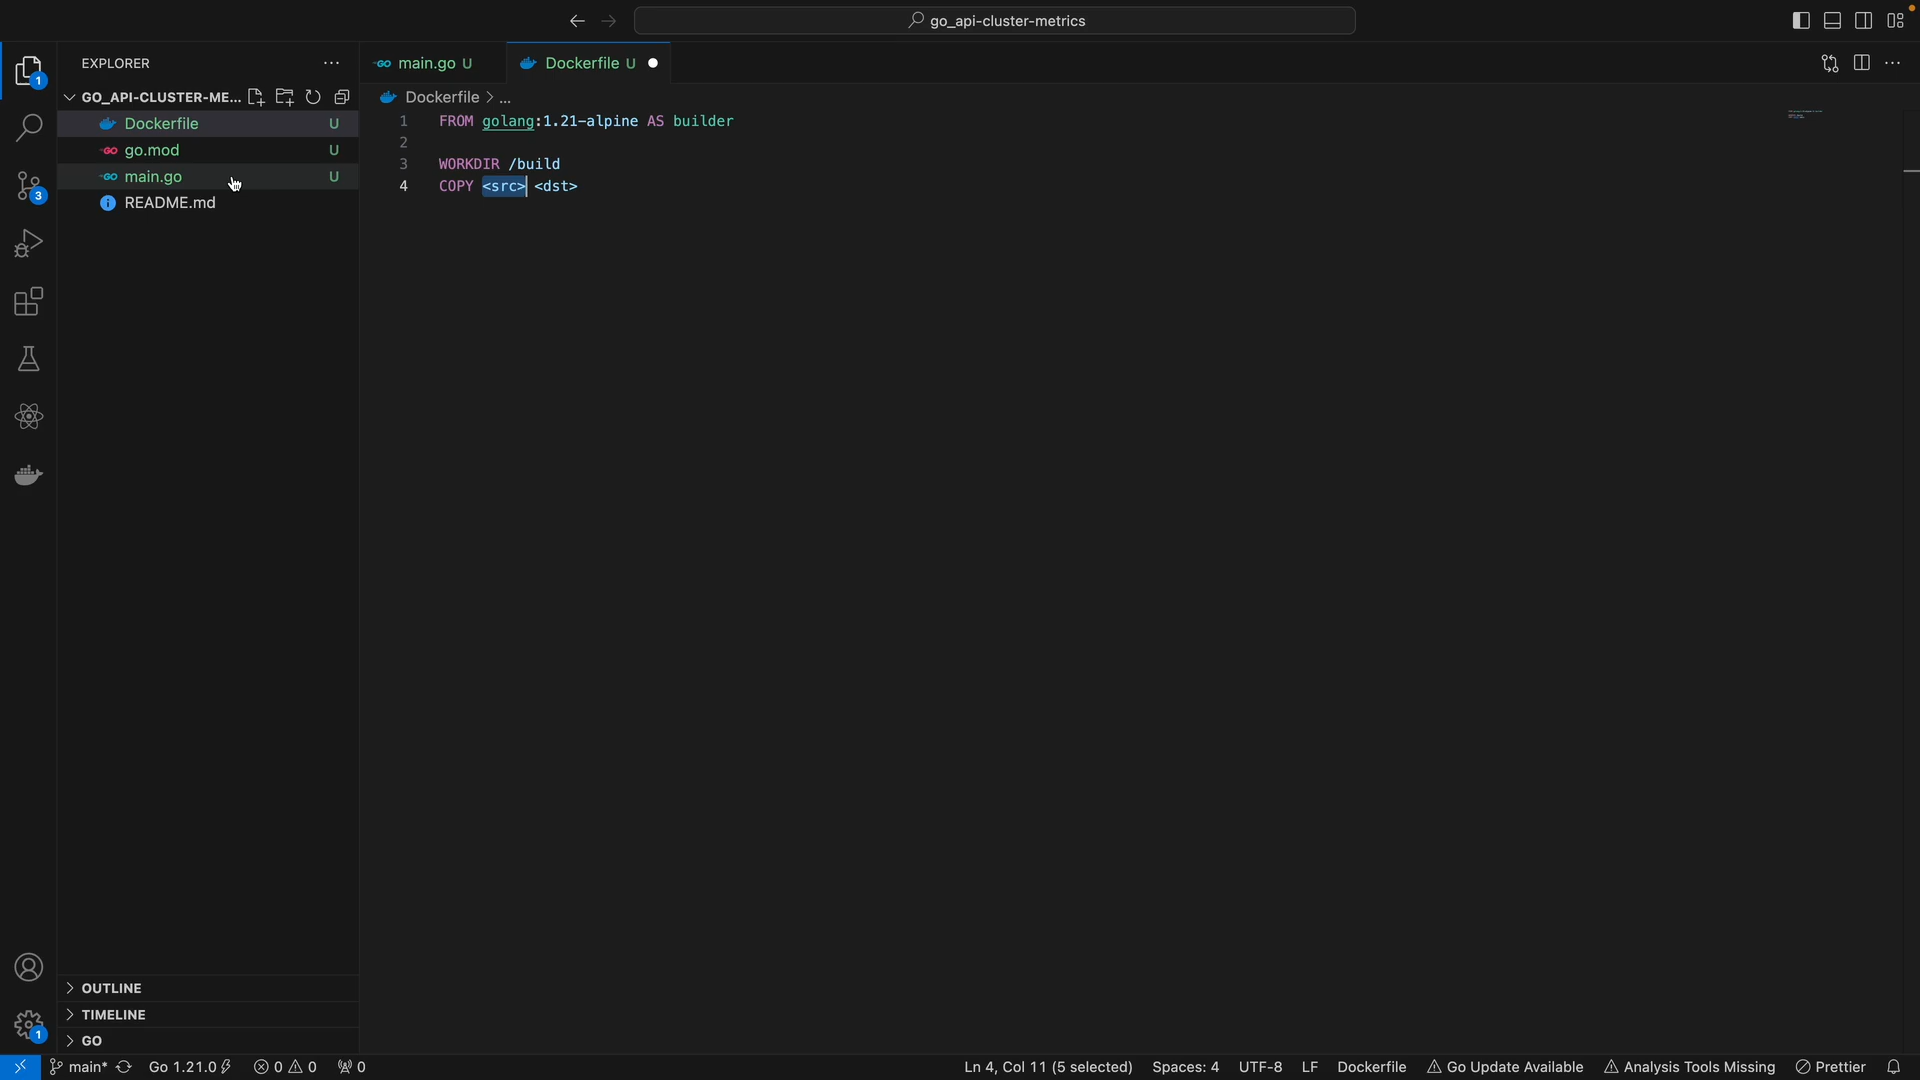 go_api-cluster-metrics
EXPLORER
main.go U
Dockerfile U
GO_API-CLUSTER-ME...
Dockerfile > ...
Dockerfile U
go.mod U
main.go U
README.md
1 FROM golang:1.21-alpine AS builder
2
3 WORKDIR /build
4 COPY <src> <dst>
1
3
1
OUTLINE
TIMELINE
GO
main* Go 1.21.0 0 0 0 Ln 4, Col 11 (5 selected) Spaces: 4 UTF-8 LF Dockerfile Go Update Available Analysis Tools Missing Prettier